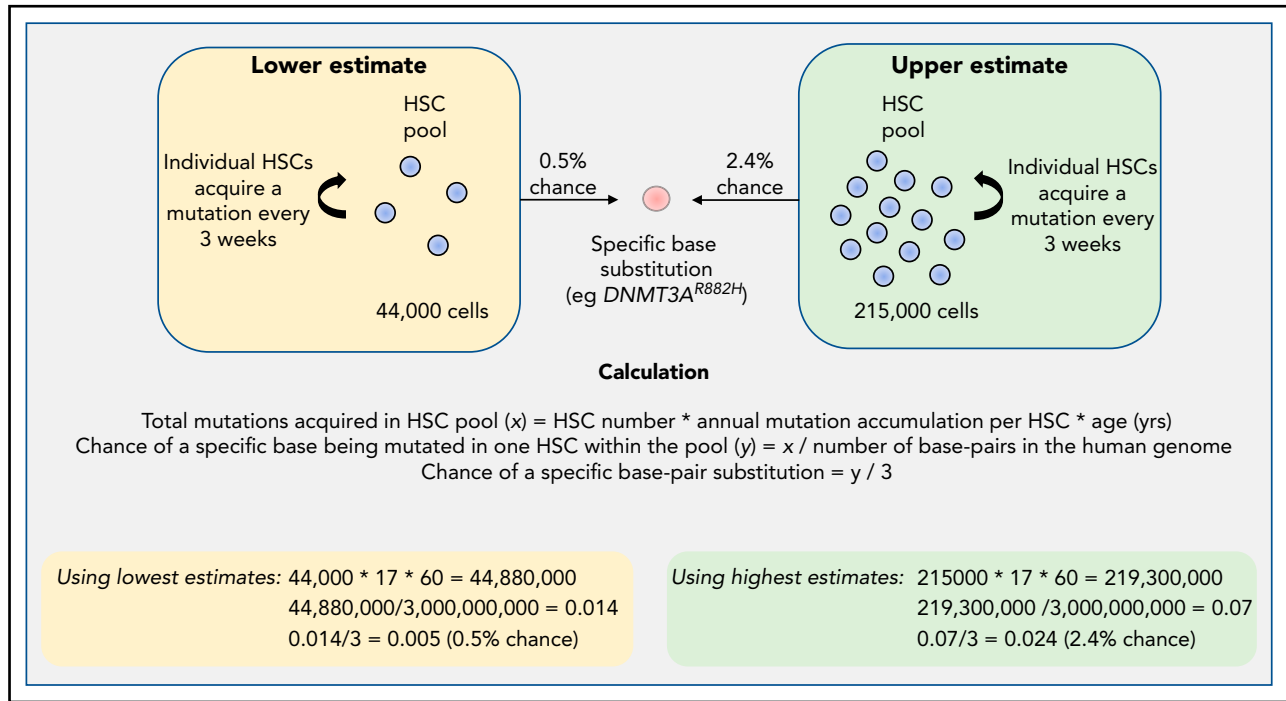 Lower estimate
HSC
pool
Individual HSCs
acquire a
mutation every
3 weeks
44,000 cells
0.5%
chance
2.4%
chance
Specific base
substitution
(eg DNMT3A^R882H)
Upper estimate
HSC
pool
Individual HSCs
acquire a
mutation every
3 weeks
215,000 cells
Calculation
Total mutations acquired in HSC pool (x) = HSC number * annual mutation accumulation per HSC * age (yrs)
Chance of a specific base being mutated in one HSC within the pool (y) = x / number of base-pairs in the human genome
Chance of a specific base-pair substitution = y / 3
Using lowest estimates: 44,000 * 17 * 60 = 44,880,000
44,880,000/3,000,000,000 = 0.014
0.014/3 = 0.005 (0.5% chance)
Using highest estimates: 215000 * 17 * 60 = 219,300,000
219,300,000 /3,000,000,000 = 0.07
0.07/3 = 0.024 (2.4% chance)